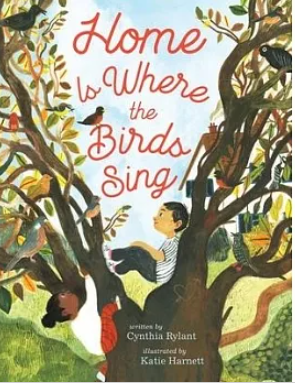 Home
Is Where
the
Birds
Sing
written by
Cynthia Rylant
illustrated by
Katie Harnett